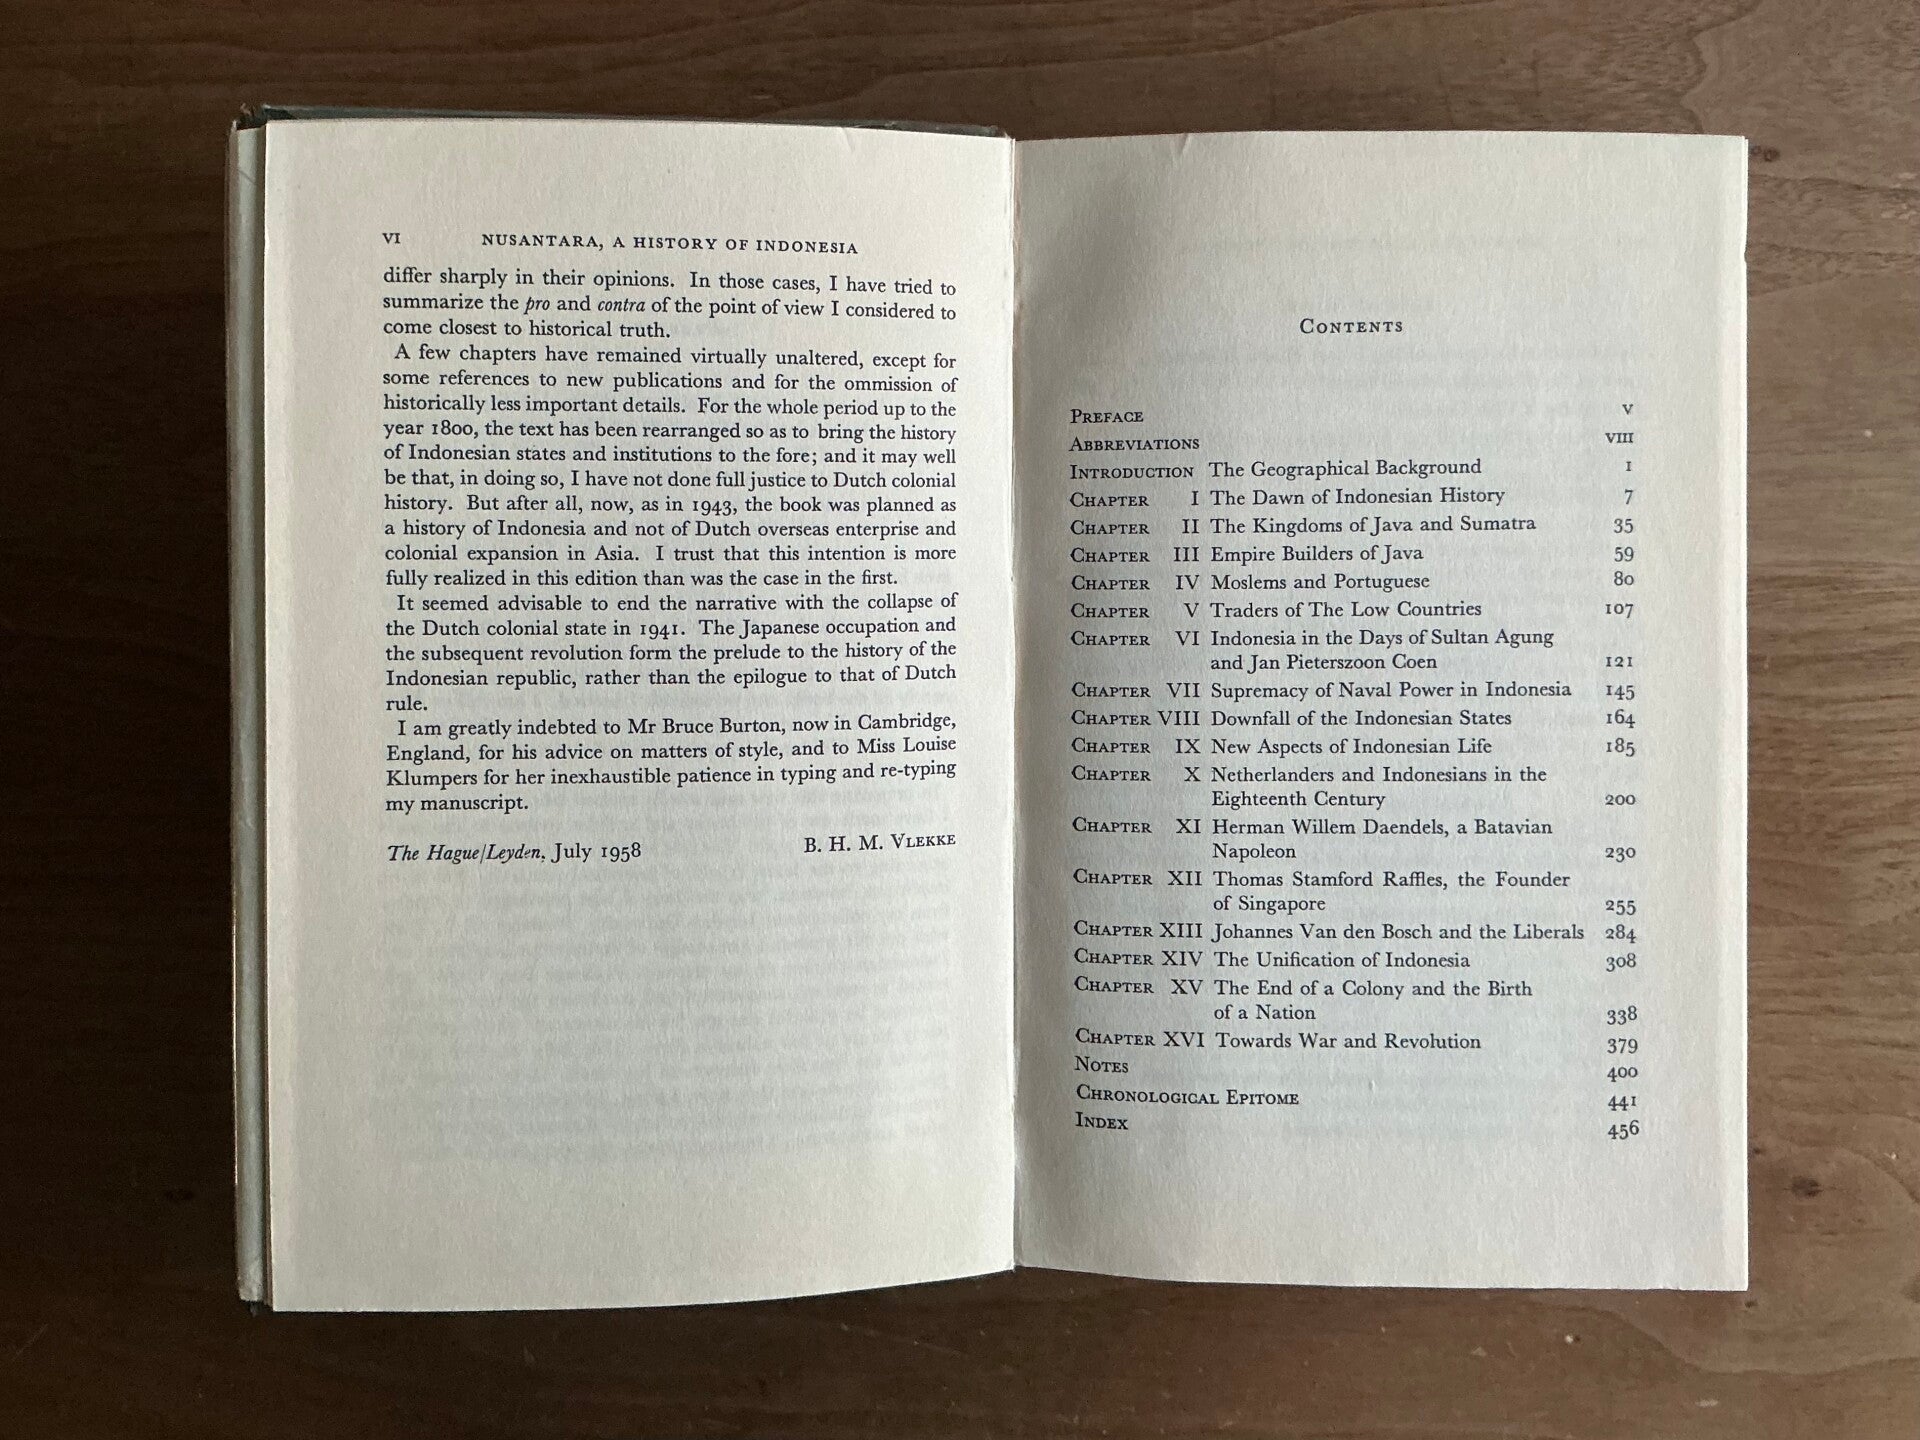 VI NUSANTARA, A HISTORY OF INDONESIA
differ sharply in their opinions. In those cases, I have tried to
summarize the pro and contra of the point of view I considered to
come closest to historical truth.
A few chapters have remained virtually unaltered, except for
some references to new publications and for the ommission of
historically less important details. For the whole period up to the
year 1800, the text has been rearranged so as to bring the history
of Indonesian states and institutions to the fore; and it may well
be that, in doing so, I have not done full justice to Dutch colonial
history. But after all, now, as in 1943, the book was planned as
a history of Indonesia and not of Dutch overseas enterprise and
colonial expansion in Asia. I trust that this intention is more
fully realized in this edition than was the case in the first.
It seemed advisable to end the narrative with the collapse of
the Dutch colonial state in 1941. The Japanese occupation and
the subsequent revolution form the prelude to the history of the
Indonesian republic, rather than the epilogue to that of Dutch
rule.
I am greatly indebted to Mr Bruce Burton, now in Cambridge,
England, for his advice on matters of style, and to Miss Louise
Klumpers for her inexhaustible patience in typing and re-typing
my manuscript.
The Hague/Leyden, July 1958 B. H. M. VLEKKE
CONTENTS
PREFACE V
ABBREVIATIONS VIII
INTRODUCTION The Geographical Background 1
CHAPTER I The Dawn of Indonesian History 7
CHAPTER II The Kingdoms of Java and Sumatra 35
CHAPTER III Empire Builders of Java 59
CHAPTER IV Moslems and Portuguese 80
CHAPTER V Traders of The Low Countries 107
CHAPTER VI Indonesia in the Days of Sultan Agung
and Jan Pieterszoon Coen 121
CHAPTER VII Supremacy of Naval Power in Indonesia 145
CHAPTER VIII Downfall of the Indonesian States 164
CHAPTER IX New Aspects of Indonesian Life 185
CHAPTER X Netherlanders and Indonesians in the
Eighteenth Century 200
CHAPTER XI Herman Willem Daendels, a Batavian
Napoleon 230
CHAPTER XII Thomas Stamford Raffles, the Founder
of Singapore 255
CHAPTER XIII Johannes Van den Bosch and the Liberals 284
CHAPTER XIV The Unification of Indonesia 308
CHAPTER XV The End of a Colony and the Birth
of a Nation 338
CHAPTER XVI Towards War and Revolution 379
NOTES 400
CHRONOLOGICAL EPITOME 441
INDEX 456